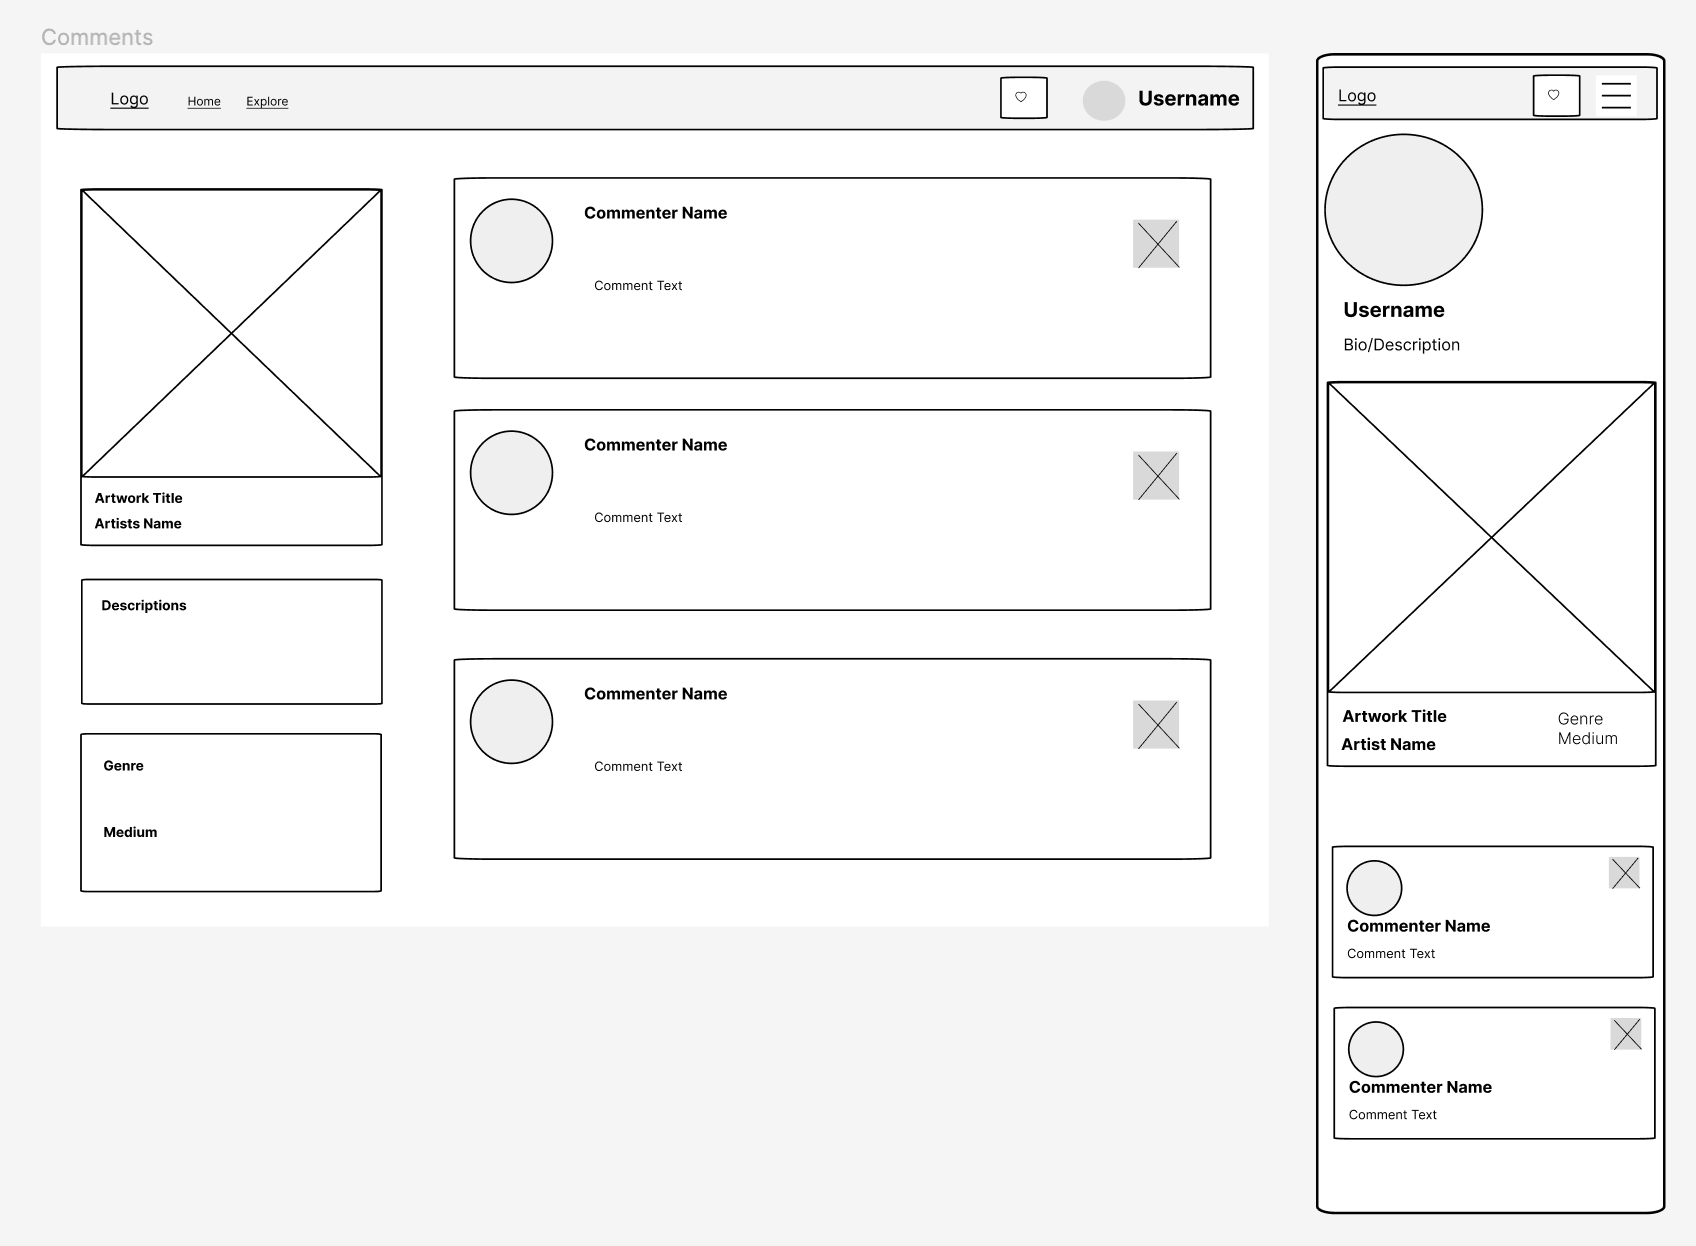 Comments
Logo
Home
Explore
Username
Artwork Title
Artists Name
Descriptions
Genre
Medium
Commenter Name
Comment Text
Commenter Name
Comment Text
Commenter Name
Comment Text
Logo
Username
Bio/Description
Artwork Title
Artist Name
Genre
Medium
Commenter Name
Comment Text
Commenter Name
Comment Text